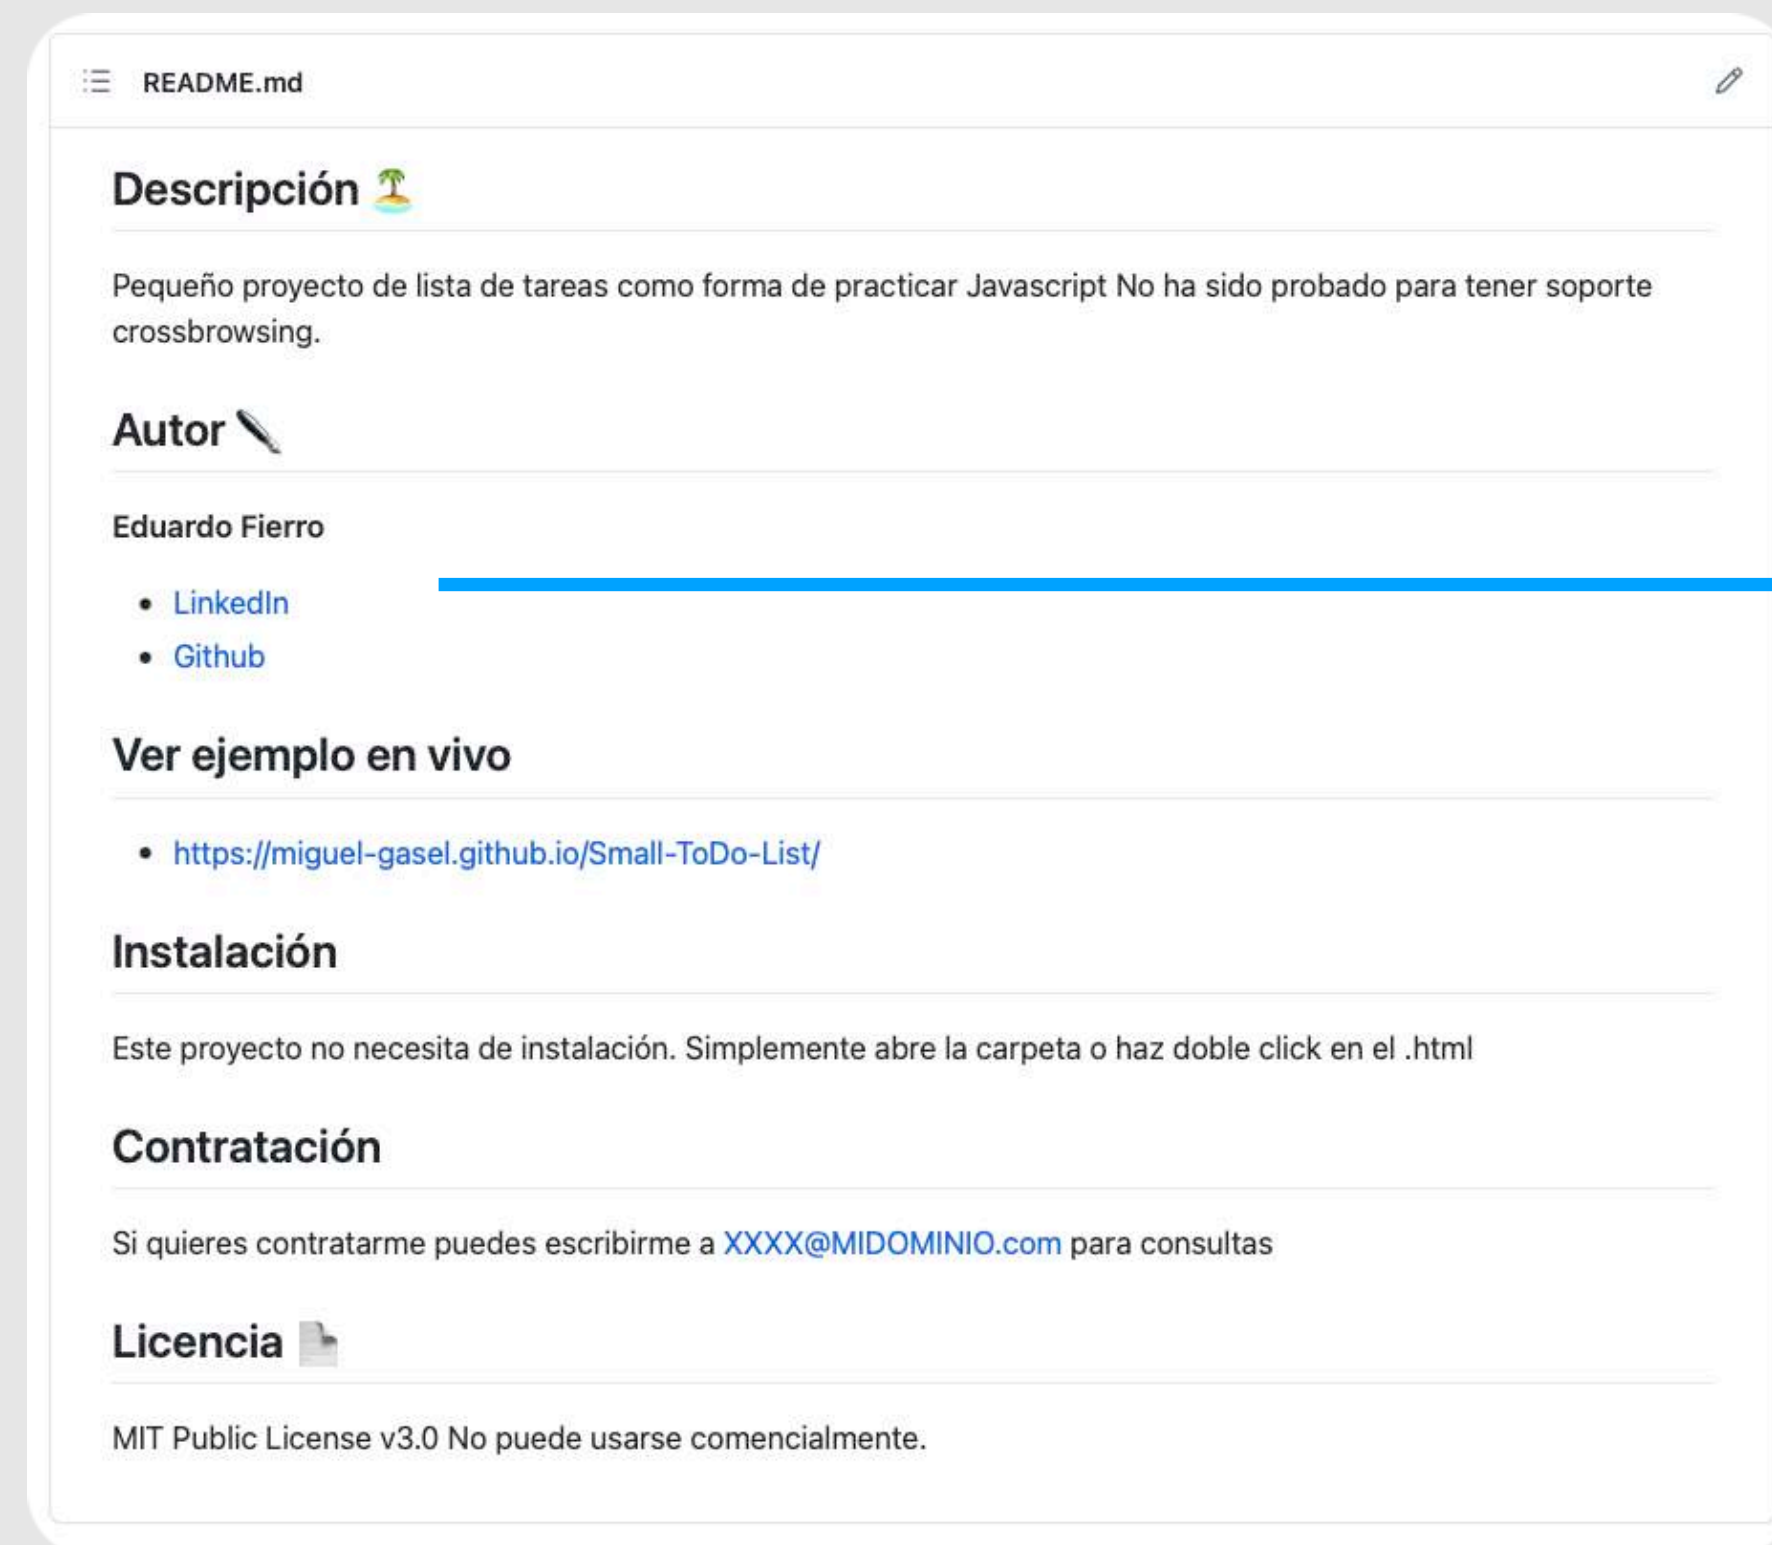 README.md
Descripción 🏝️
Pequeño proyecto de lista de tareas como forma de practicar Javascript No ha sido probado para tener soporte
crossbrowsing.
Autor ✒️
Eduardo Fierro
• LinkedIn
• Github
Ver ejemplo en vivo
• https://miguel-gasel.github.io/Small-ToDo-List/
Instalación
Este proyecto no necesita de instalación. Simplemente abre la carpeta o haz doble click en el .html
Contratación
Si quieres contratarme puedes escribirme a XXXX@MIDOMINIO.com para consultas
Licencia 📄
MIT Public License v3.0 No puede usarse comencialmente.